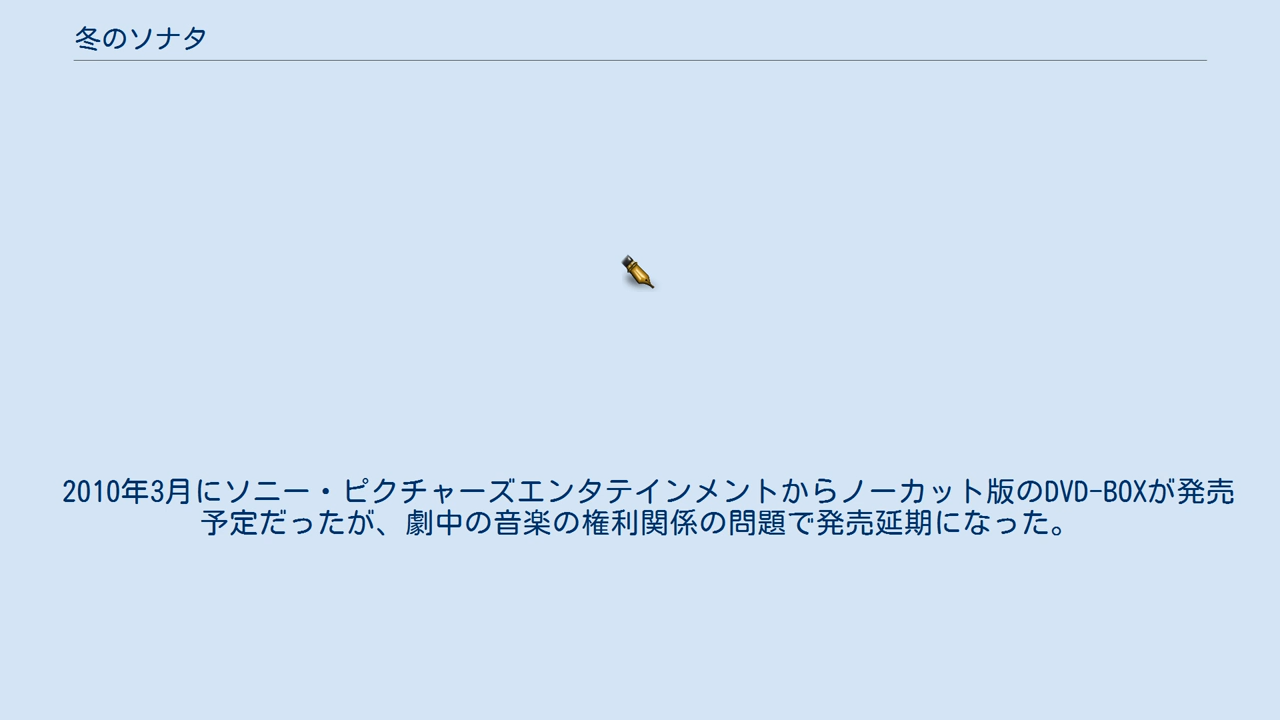 冬のソナタ
2010年3月にソニー・ピクチャーズエンタテインメントからノーカット版のDVD-BOXが発売
予定だったが、劇中の音楽の権利関係の問題で発売延期になった。